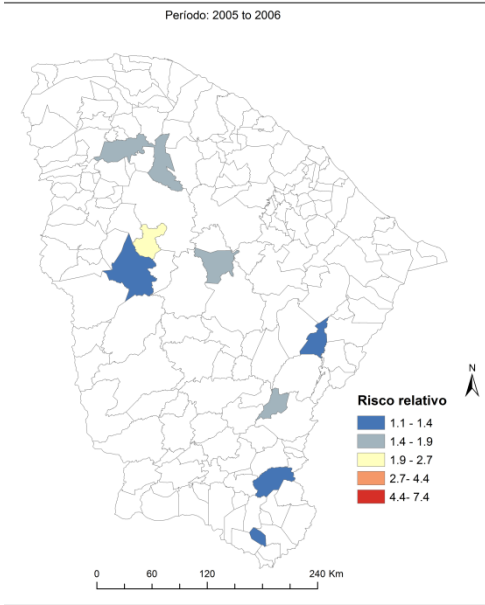 Período: 2005 to 2006
N
Risco relativo
1.1 - 1.4
1.4 - 1.9
1.9 - 2.7
2.7- 4.4
4.4- 7.4
0 60 120 240 Km